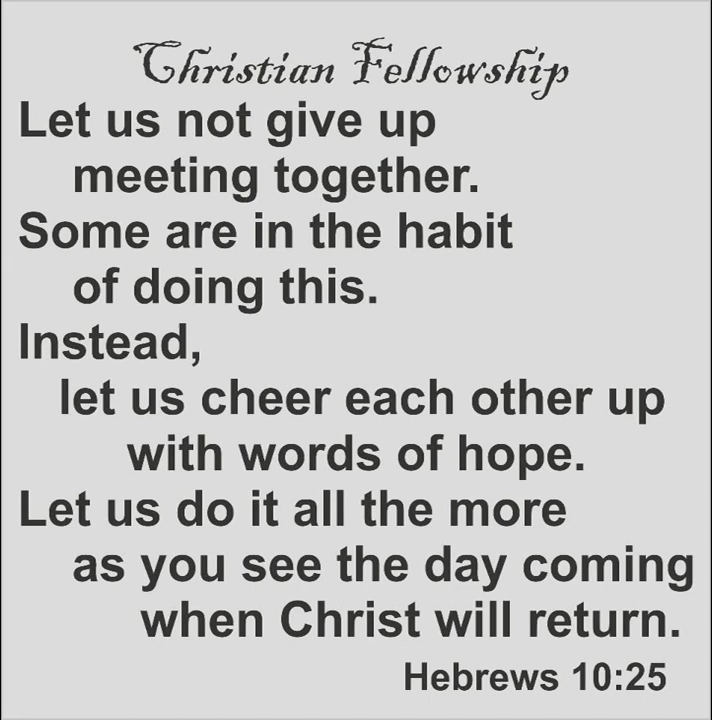 Christian Fellowship
Let us not give up
meeting together.
Some are in the habit
of doing this.
Instead,
let us cheer each other up
with words of hope.
Let us do it all the more
as you see the day coming
when Christ will return.
Hebrews 10:25